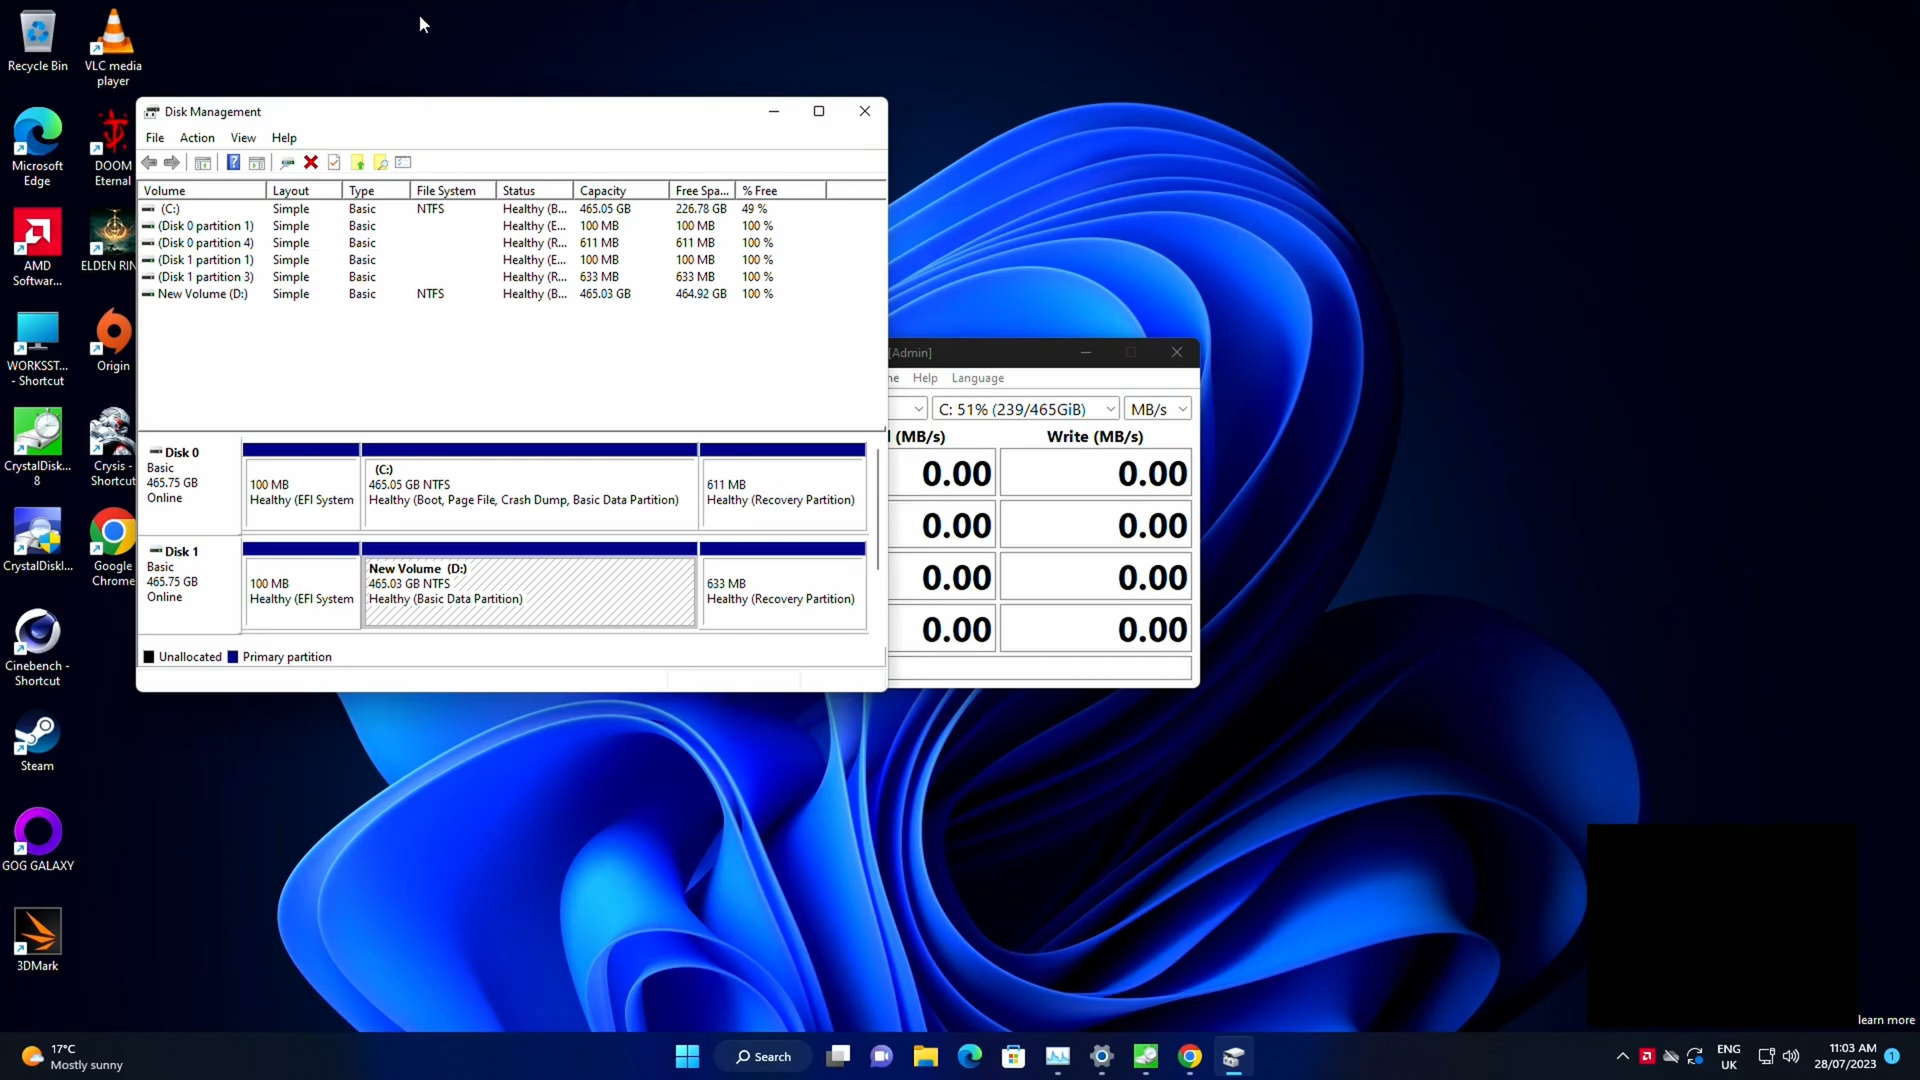 Recycle Bin
VLC media
player
Microsoft
Edge
DOOM
Eternal
AMD
Softwar...
ELDEN RIN
WORKSST...
- Shortcut
Origin
CrystalDisk...
8
Crysis -
Shortcut
CrystalDiskI...
Google
Chrome
Cinebench -
Shortcut
Steam
GOG GALAXY
3DMark
Disk Management
File Action View Help
Volume Layout Type File System Status Capacity Free Spa... % Free
(C:) Simple Basic NTFS Healthy (B... 465.05 GB 226.78 GB 49 %
(Disk 0 partition 1) Simple Basic Healthy (E... 100 MB 100 MB 100 %
(Disk 0 partition 4) Simple Basic Healthy (R... 611 MB 611 MB 100 %
(Disk 1 partition 1) Simple Basic Healthy (E... 100 MB 100 MB 100 %
(Disk 1 partition 3) Simple Basic Healthy (R... 633 MB 633 MB 100 %
New Volume (D:) Simple Basic NTFS Healthy (B... 465.03 GB 464.92 GB 100 %
Disk 0
Basic
465.75 GB
Online
100 MB
Healthy (EFI System
(C:)
465.05 GB NTFS
Healthy (Boot, Page File, Crash Dump, Basic Data Partition)
611 MB
Healthy (Recovery Partition)
Disk 1
Basic
465.75 GB
Online
100 MB
Healthy (EFI System
New Volume (D:)
465.03 GB NTFS
Healthy (Basic Data Partition)
633 MB
Healthy (Recovery Partition)
Unallocated Primary partition
[Admin]
ne Help Language
C: 51% (239/465GiB) MB/s
(MB/s) Write (MB/s)
0.00 0.00
0.00 0.00
0.00 0.00
0.00 0.00
learn more
17°C
Mostly sunny
Search
ENG
UK
11:03 AM
28/07/2023
1